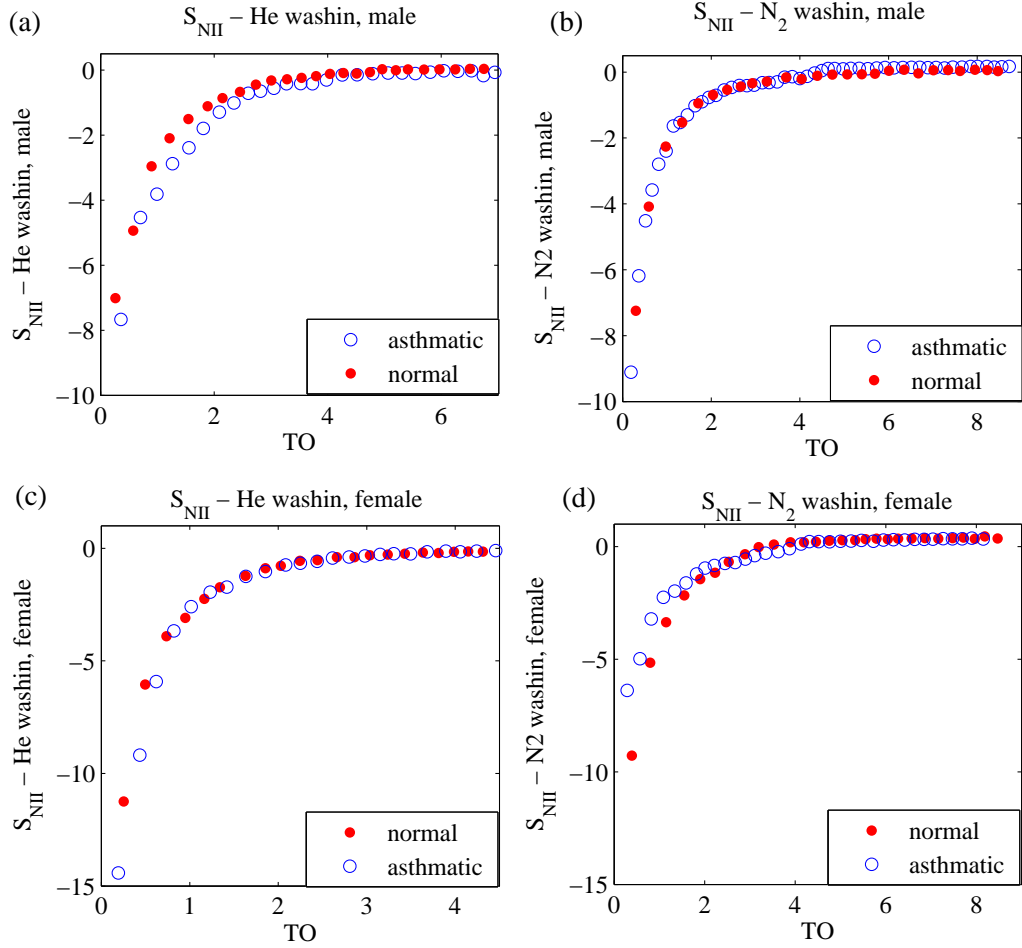 (a)
S_NII – He washin, male
S_NII – He washin, male
0
−2
−4
−6
−8
−10
0 2 4 6
TO
asthmatic
normal
(b)
S_NII – N_2 washin, male
S_NII – N2 washin, male
0
−2
−4
−6
−8
−10
0 2 4 6 8
TO
asthmatic
normal
(c)
S_NII – He washin, female
S_NII – He washin, female
0
−5
−10
−15
0 1 2 3 4
TO
normal
asthmatic
(d)
S_NII – N_2 washin, female
S_NII – N2 washin, female
0
−5
−10
−15
0 2 4 6 8
TO
normal
asthmatic